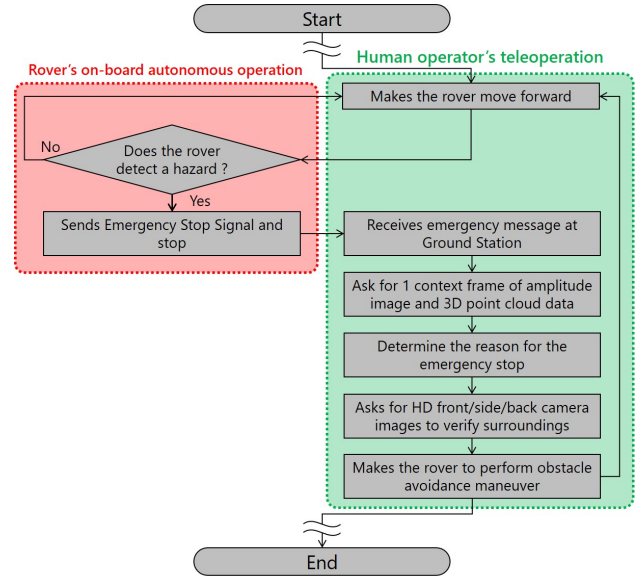 Start
Rover's on-board autonomous operation
Human operator's teleoperation
Makes the rover move forward
No
Does the rover
detect a hazard ?
Yes
Sends Emergency Stop Signal and
stop
Receives emergency message at
Ground Station
Ask for 1 context frame of amplitude
image and 3D point cloud data
Determine the reason for the
emergency stop
Asks for HD front/side/back camera
images to verify surroundings
Makes the rover to perform obstacle
avoidance maneuver
End